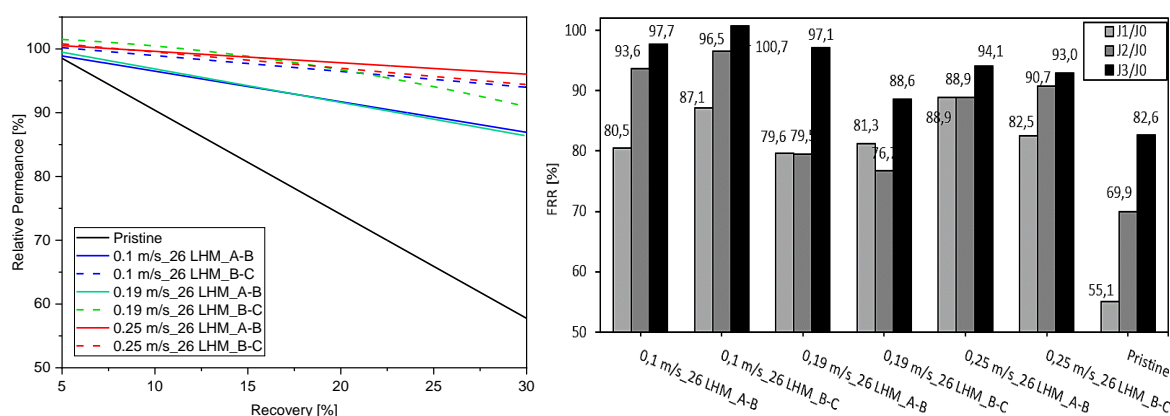 Relative Permeance [%]
100
90
80
70
60
50
5
10
15
20
25
30
Recovery [%]
Pristine
0.1 m/s_26 LHM_A-B
0.1 m/s_26 LHM_B-C
0.19 m/s_26 LHM_A-B
0.19 m/s_26 LHM_B-C
0.25 m/s_26 LHM_A-B
0.25 m/s_26 LHM_B-C
FRR [%]
100
90
80
70
60
50
J1/J0
J2/J0
J3/J0
80,5
93,6
97,7
87,1
96,5
100,7
79,6
79,5
97,1
81,3
76,7
88,6
88,9
88,9
94,1
82,5
90,7
93,0
55,1
69,9
82,6
0,1 m/s_26 LHM_A-B
0,1 m/s_26 LHM_B-C
0,19 m/s_26 LHM_A-B
0,19 m/s_26 LHM_B-C
0,25 m/s_26 LHM_A-B
0,25 m/s_26 LHM_B-C
Pristine